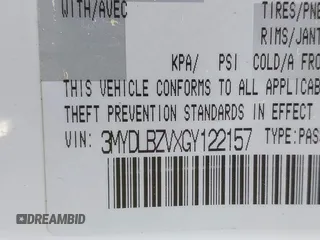 WITH/AVEC
TIRES/PNE
RIMS/JANT
KPA/ PSI COLD/A FRO
THIS VEHICLE CONFORMS TO ALL APPLICAB
THEFT PREVENTION STANDARDS IN EFFECT
VIN: 3MYDLBZVXGY122157 TYPE:PAS
DREAMBID